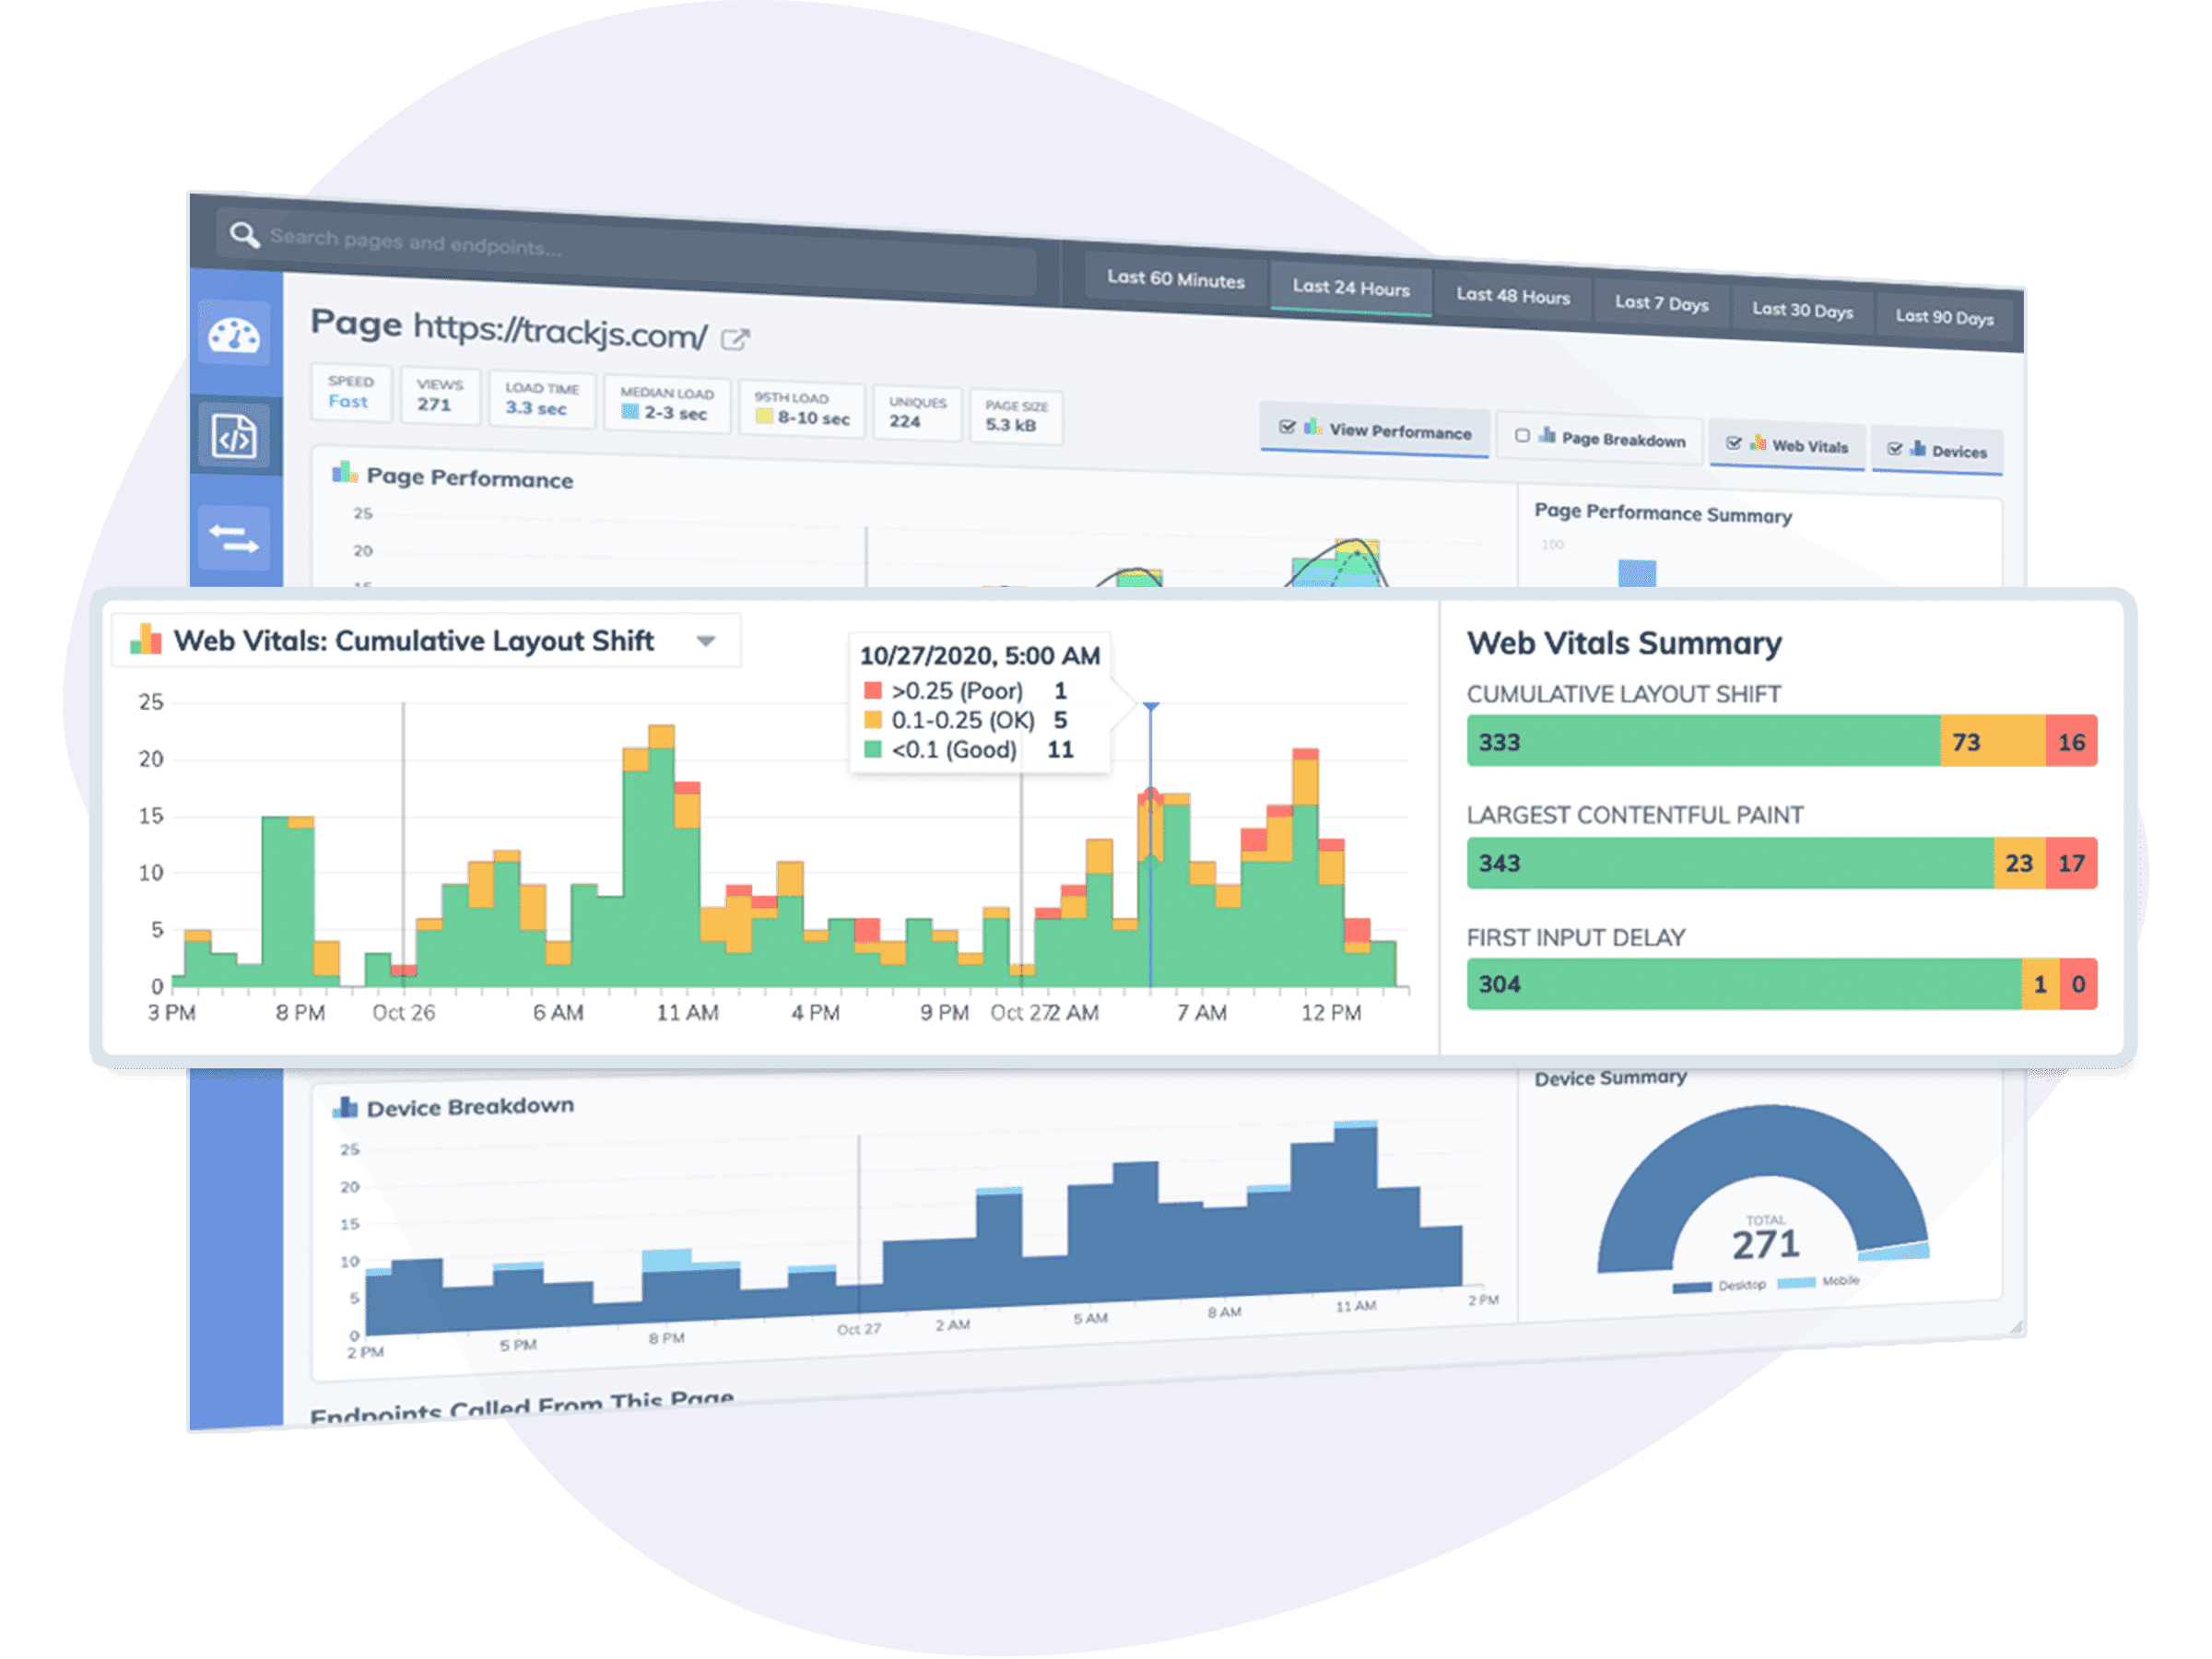 Search pages and endpoints...
Last 60 Minutes
Last 24 Hours
Last 48 Hours
Last 7 Days
Last 30 Days
Last 90 Days
Page https://trackjs.com/
SPEED
Fast
VIEWS
271
LOAD TIME
3.3 sec
MEDIAN LOAD
2-3 sec
95TH LOAD
8-10 sec
UNIQUES
224
PAGE SIZE
5.3 kB
View Performance
Page Breakdown
Web Vitals
Devices
Page Performance
25
20
15
Page Performance Summary
100
Web Vitals: Cumulative Layout Shift
10/27/2020, 5:00 AM
>0.25 (Poor) 1
0.1-0.25 (OK) 5
<0.1 (Good) 11
25
20
15
10
5
0
3 PM
8 PM
Oct 26
6 AM
11 AM
4 PM
9 PM
Oct 27
2 AM
7 AM
12 PM
Web Vitals Summary
CUMULATIVE LAYOUT SHIFT
333 73 16
LARGEST CONTENTFUL PAINT
343 23 17
FIRST INPUT DELAY
304 1 0
Device Breakdown
25
20
15
10
5
0
2 PM
5 PM
8 PM
Oct 27
2 AM
5 AM
8 AM
11 AM
2 PM
Device Summary
TOTAL
271
Desktop
Mobile
Endpoints Called From This Page